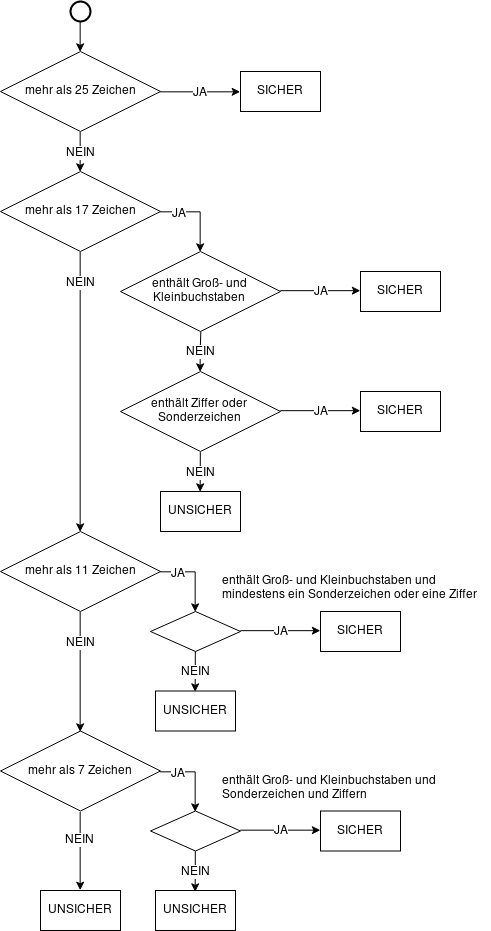 mehr als 25 Zeichen
JA
SICHER
NEIN
mehr als 17 Zeichen
JA
enthält Groß- und
Kleinbuchstaben
JA
SICHER
NEIN
NEIN
enthält Ziffer oder
Sonderzeichen
JA
SICHER
NEIN
UNSICHER
mehr als 11 Zeichen
JA
enthält Groß- und Kleinbuchstaben und
mindestens ein Sonderzeichen oder eine Ziffer
JA
SICHER
NEIN
NEIN
UNSICHER
mehr als 7 Zeichen
JA
enthält Groß- und Kleinbuchstaben und
Sonderzeichen und Ziffern
JA
SICHER
NEIN
NEIN
UNSICHER
UNSICHER